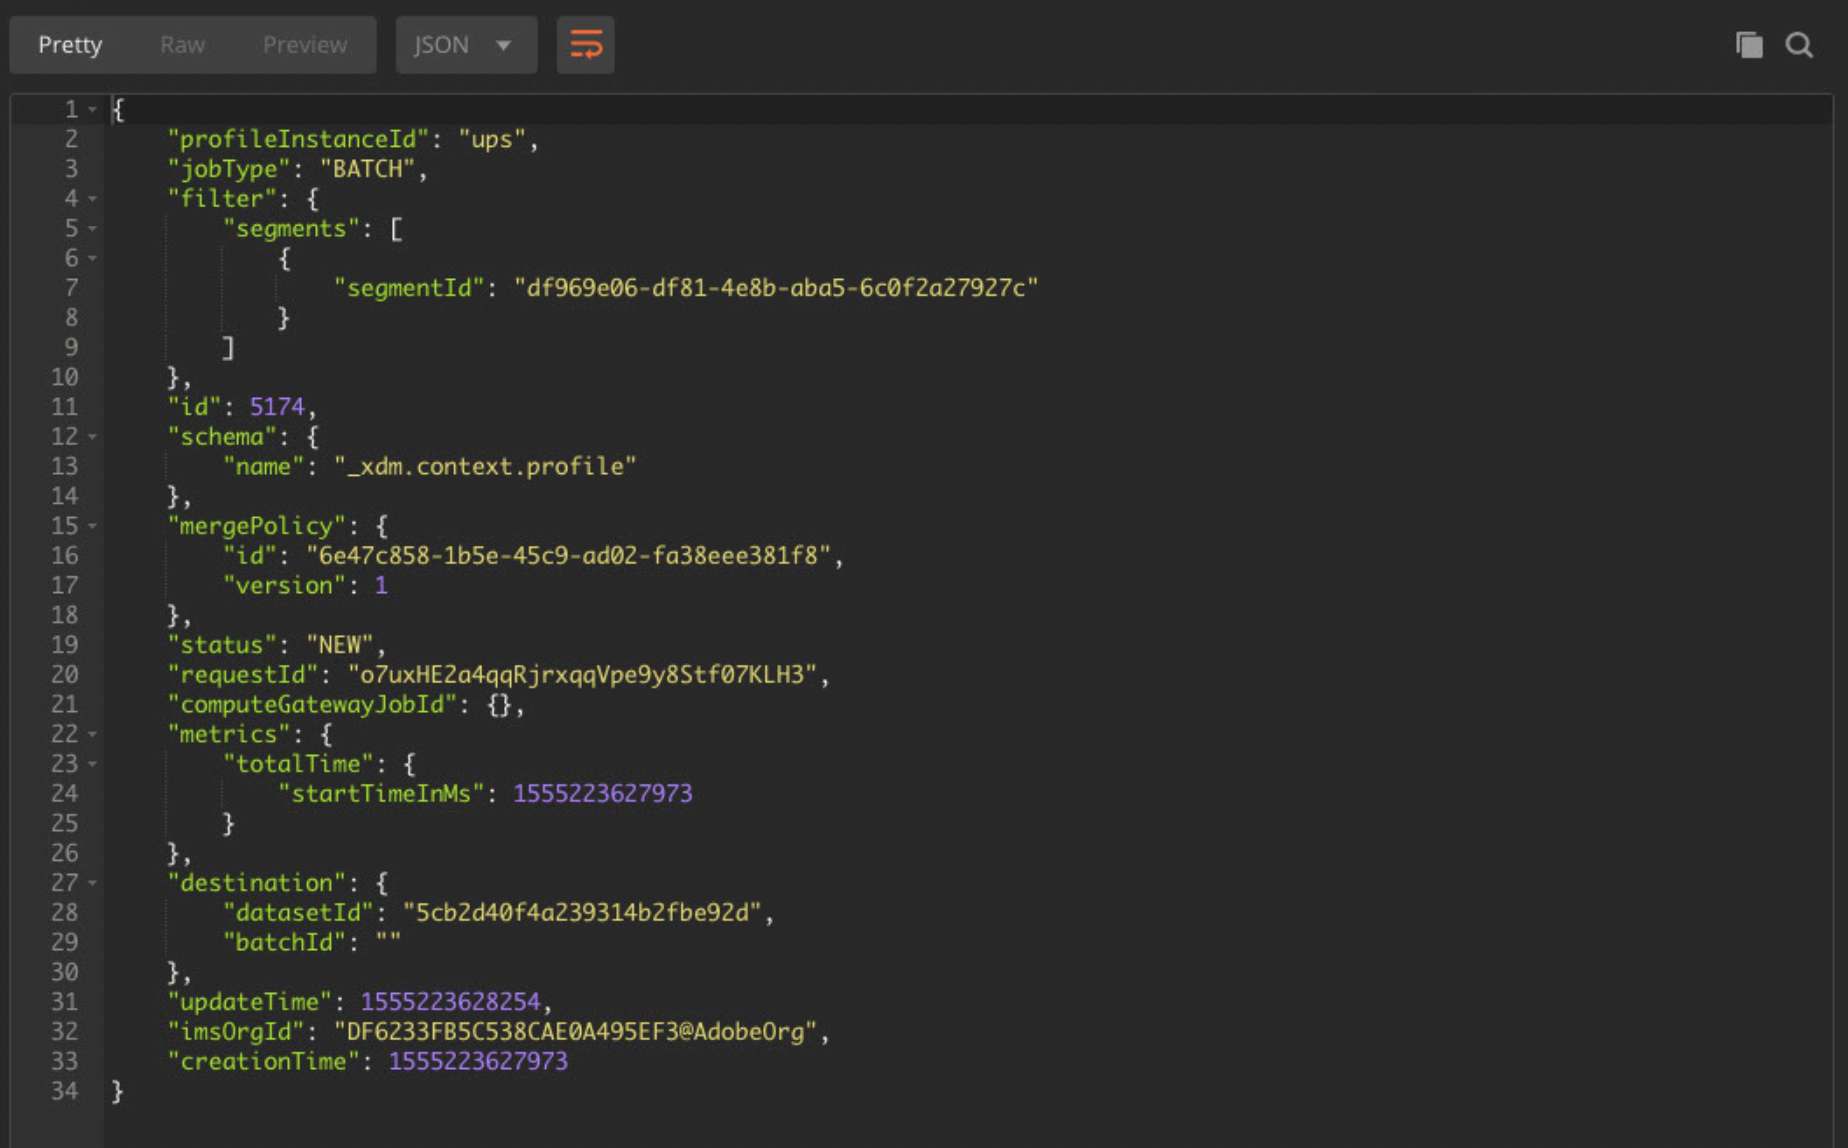 Pretty Raw Preview JSON
1 {
2     "profileInstanceId": "ups",
3     "jobType": "BATCH",
4     "filter": {
5         "segments": [
6             {
7                 "segmentId": "df969e06-df81-4e8b-aba5-6c0f2a27927c"
8             }
9         ]
10     },
11     "id": 5174,
12     "schema": {
13         "name": "_xdm.context.profile"
14     },
15     "mergePolicy": {
16         "id": "6e47c858-1b5e-45c9-ad02-fa38eee381f8",
17         "version": 1
18     },
19     "status": "NEW",
20     "requestId": "o7uxHE2a4qqRjrxqqVpe9y8Stf07KLH3",
21     "computeGatewayJobId": {},
22     "metrics": {
23         "totalTime": {
24             "startTimeInMs": 1555223627973
25         }
26     },
27     "destination": {
28         "datasetId": "5cb2d40f4a239314b2fbe92d",
29         "batchId": ""
30     },
31     "updateTime": 1555223628254,
32     "imsOrgId": "DF6233FB5C538CAE0A495EF3@AdobeOrg",
33     "creationTime": 1555223627973
34 }